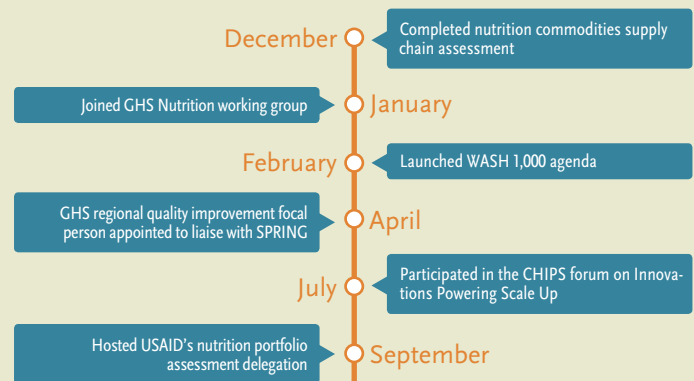 December
Completed nutrition commodities supply
chain assessment
Joined GHS Nutrition working group
January
February
Launched WASH 1,000 agenda
GHS regional quality improvement focal
person appointed to liaise with SPRING
April
July
Participated in the CHIPS forum on Innova-
tions Powering Scale Up
Hosted USAID's nutrition portfolio
assessment delegation
September